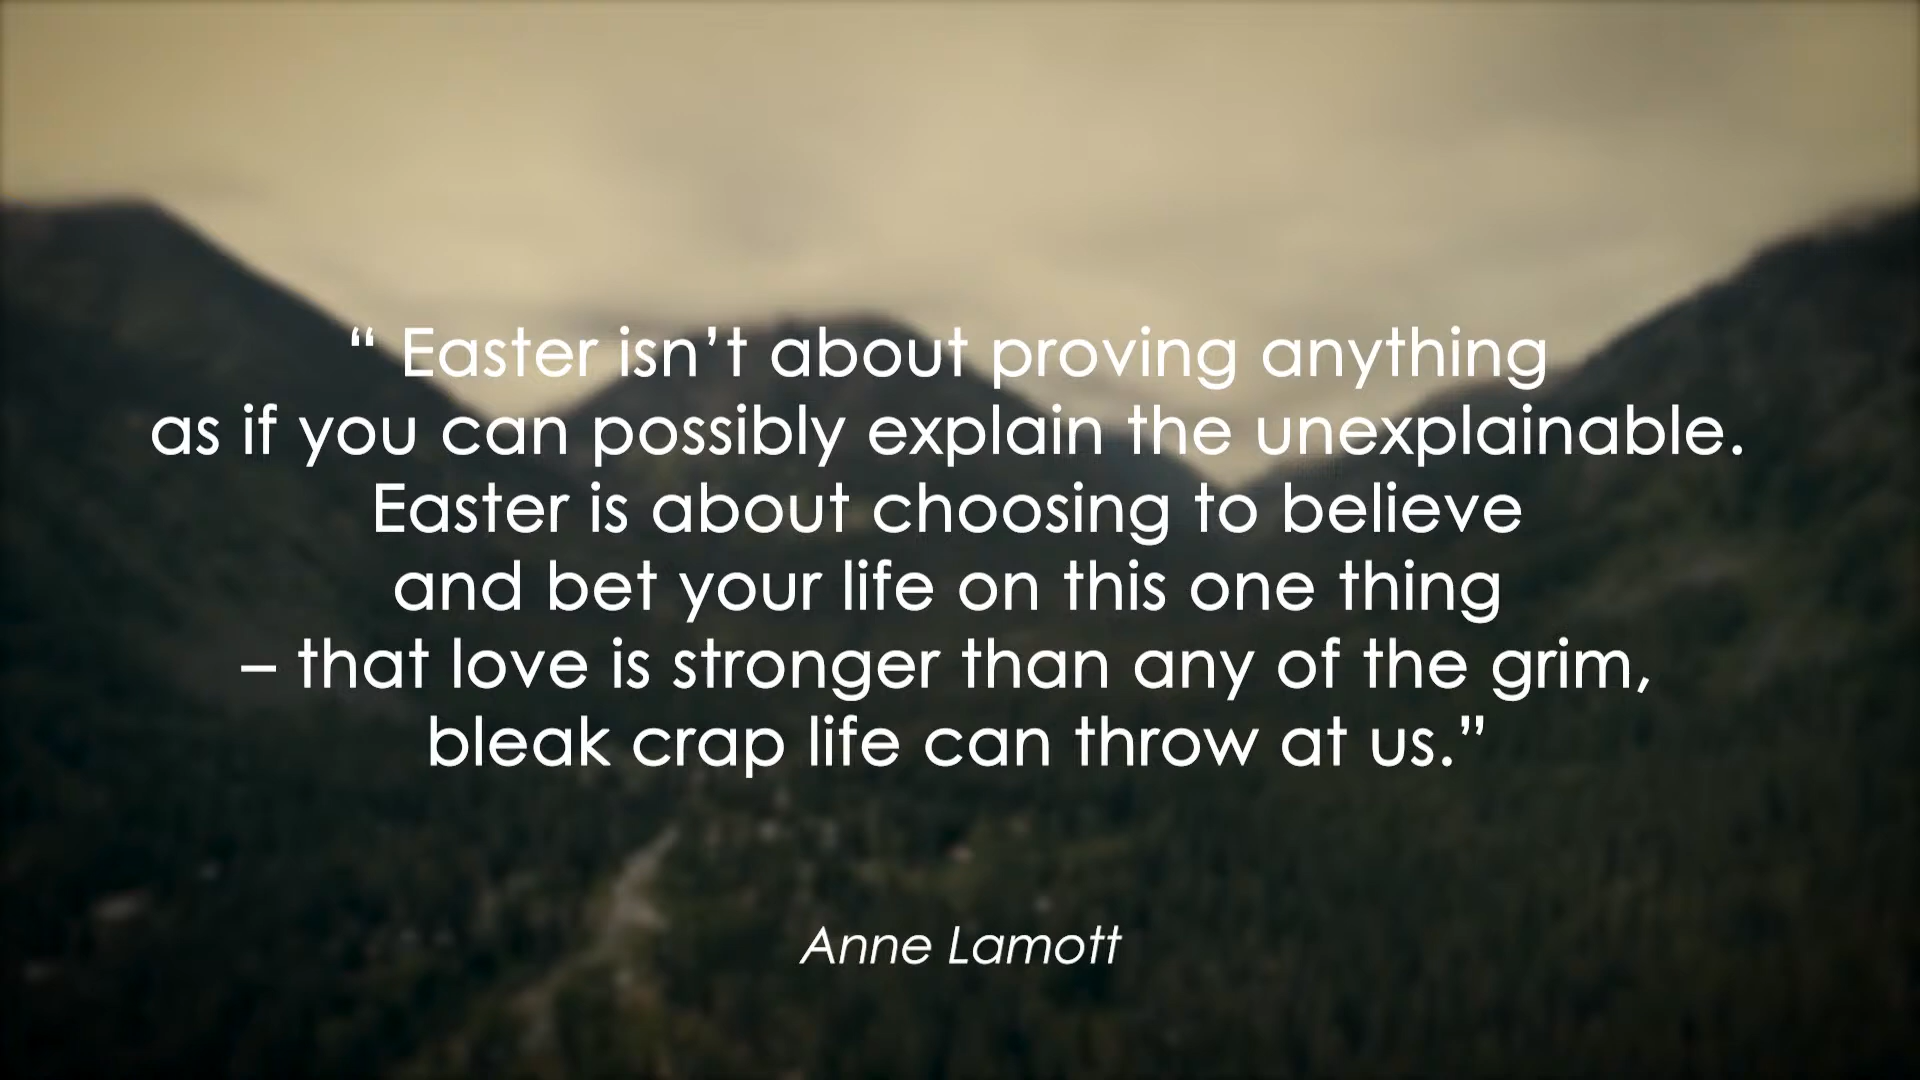 “ Easter isn’t about proving anything
as if you can possibly explain the unexplainable.
Easter is about choosing to believe
and bet your life on this one thing
– that love is stronger than any of the grim,
bleak crap life can throw at us.”
Anne Lamott